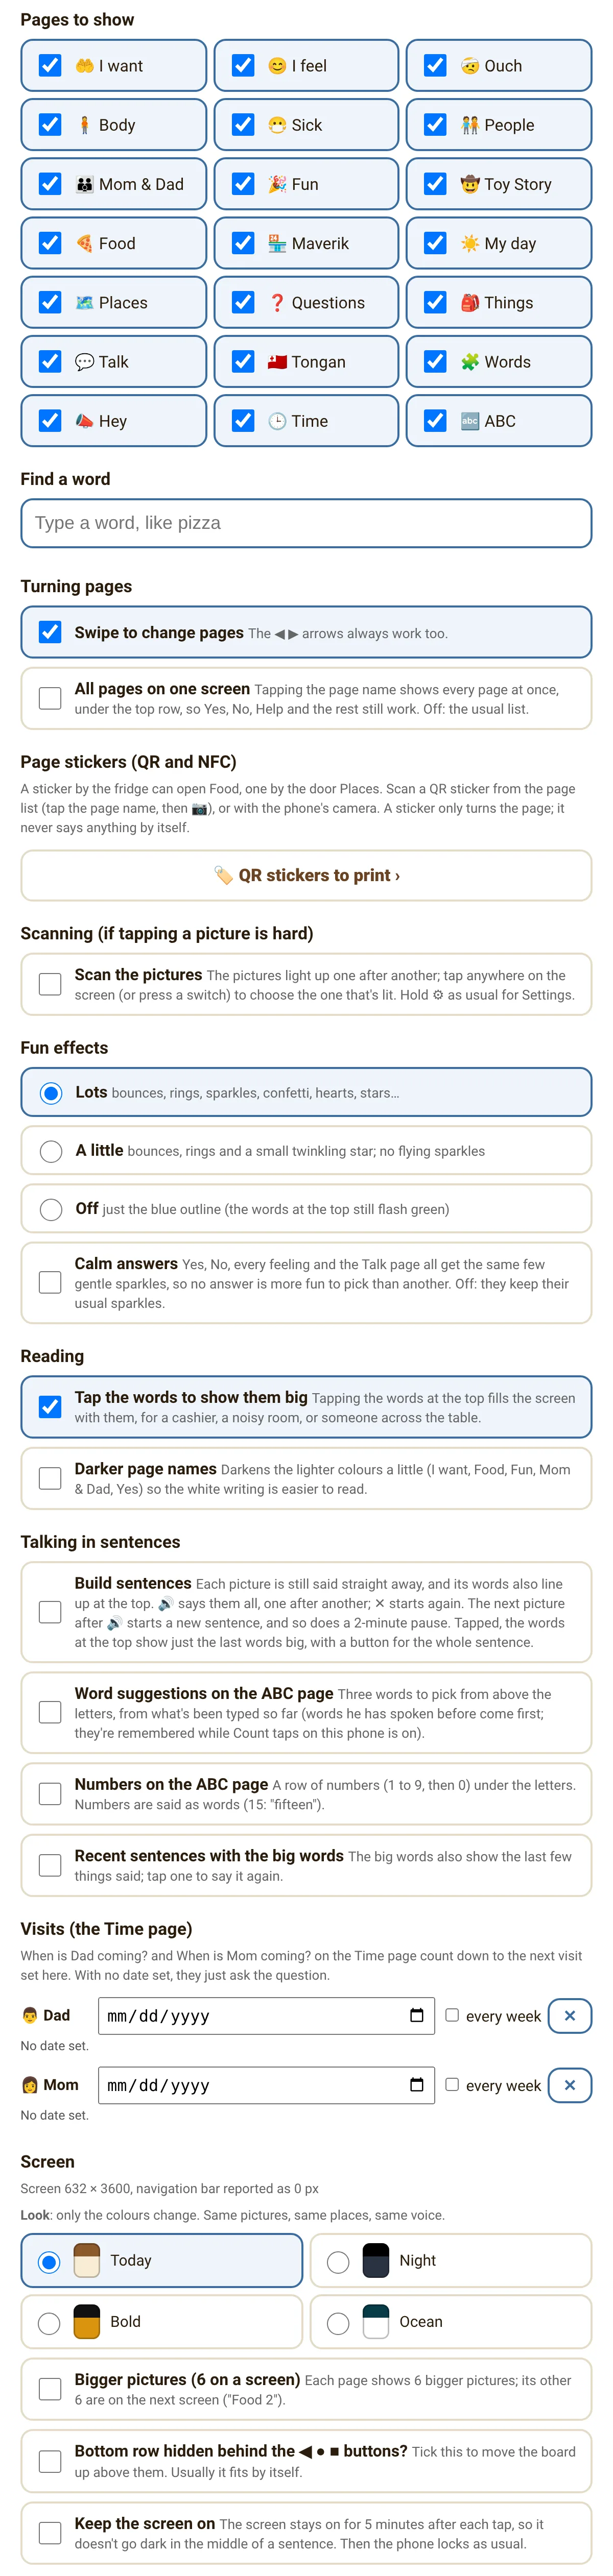 Pages to show
🤲 I want
😊 I feel
🤕 Ouch
🧍 Body
😷 Sick
🧑‍🤝‍🧑 People
👪 Mom & Dad
🎉 Fun
🤠 Toy Story
🍕 Food
🏪 Maverik
☀️ My day
🗺️ Places
❓ Questions
🎒 Things
💬 Talk
🇹🇴 Tongan
🧩 Words
📣 Hey
🕒 Time
🔤 ABC
Find a word
Type a word, like pizza
Turning pages
Swipe to change pages The ◀ ▶ arrows always work too.
All pages on one screen Tapping the page name shows every page at once,
under the top row, so Yes, No, Help and the rest still work. Off: the usual list.
Page stickers (QR and NFC)
A sticker by the fridge can open Food, one by the door Places. Scan a QR sticker from the page
list (tap the page name, then 📷), or with the phone's camera. A sticker only turns the page; it
never says anything by itself.
🏷️ QR stickers to print ›
Scanning (if tapping a picture is hard)
Scan the pictures The pictures light up one after another; tap anywhere on the
screen (or press a switch) to choose the one that's lit. Hold ⚙ as usual for Settings.
Fun effects
Lots bounces, rings, sparkles, confetti, hearts, stars…
A little bounces, rings and a small twinkling star; no flying sparkles
Off just the blue outline (the words at the top still flash green)
Calm answers Yes, No, every feeling and the Talk page all get the same few
gentle sparkles, so no answer is more fun to pick than another. Off: they keep their
usual sparkles.
Reading
Tap the words to show them big Tapping the words at the top fills the screen
with them, for a cashier, a noisy room, or someone across the table.
Darker page names Darkens the lighter colours a little (I want, Food, Fun, Mom
& Dad, Yes) so the white writing is easier to read.
Talking in sentences
Build sentences Each picture is still said straight away, and its words also line
up at the top. 🔊 says them all, one after another; ✕ starts again. The next picture
after 🔊 starts a new sentence, and so does a 2-minute pause. Tapped, the words
at the top show just the last words big, with a button for the whole sentence.
Word suggestions on the ABC page Three words to pick from above the
letters, from what's been typed so far (words he has spoken before come first;
they're remembered while Count taps on this phone is on).
Numbers on the ABC page A row of numbers (1 to 9, then 0) under the letters.
Numbers are said as words (15: "fifteen").
Recent sentences with the big words The big words also show the last few
things said; tap one to say it again.
Visits (the Time page)
When is Dad coming? and When is Mom coming? on the Time page count down to the next visit
set here. With no date set, they just ask the question.
👨 Dad mm/dd/yyyy every week ✕
No date set.
👩 Mom mm/dd/yyyy every week ✕
No date set.
Screen
Screen 632 × 3600, navigation bar reported as 0 px
Look: only the colours change. Same pictures, same places, same voice.
Today
Night
Bold
Ocean
Bigger pictures (6 on a screen) Each page shows 6 bigger pictures; its other
6 are on the next screen ("Food 2").
Bottom row hidden behind the ◀ ● ■ buttons? Tick this to move the board
up above them. Usually it fits by itself.
Keep the screen on The screen stays on for 5 minutes after each tap, so it
doesn't go dark in the middle of a sentence. Then the phone locks as usual.